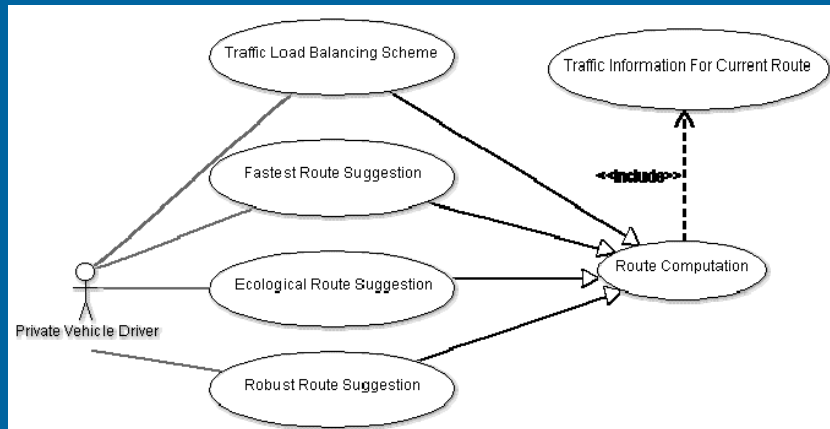 Traffic Load Balancing Scheme
Traffic Information For Current Route
Fastest Route Suggestion
<<include>>
Route Computation
Ecological Route Suggestion
Private Vehicle Driver
Robust Route Suggestion